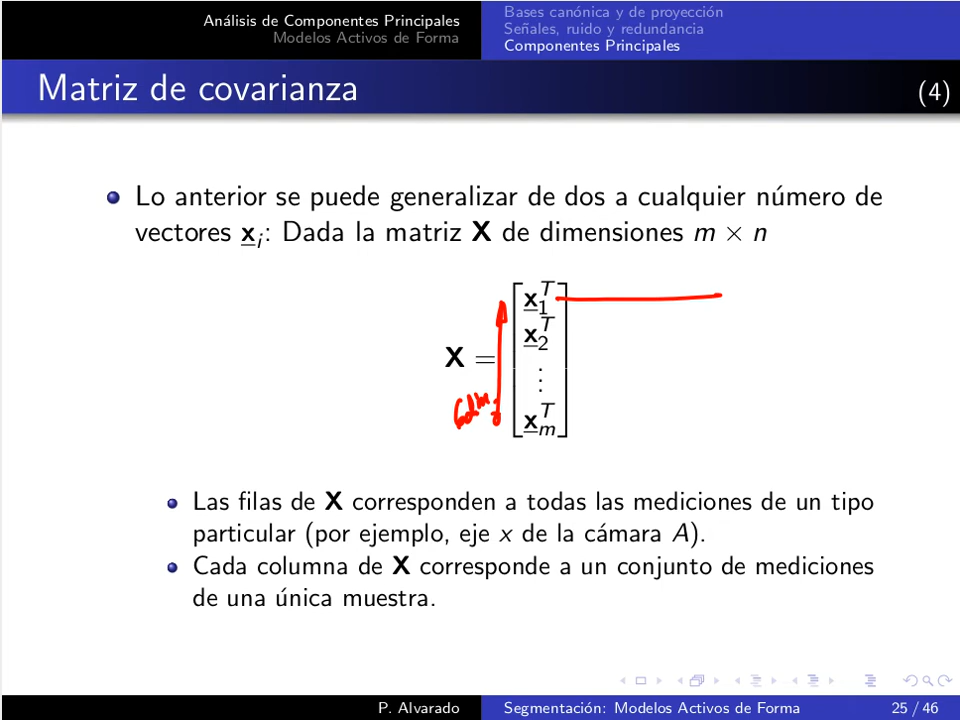 Análisis de Componentes Principales
Modelos Activos de Forma
Bases canónica y de proyección
Señales, ruido y redundancia
Componentes Principales
Matriz de covarianza (4)
Lo anterior se puede generalizar de dos a cualquier número de
vectores x_i: Dada la matriz X de dimensiones m × n
X = [x_1^T
x_2^T
⋮
x_m^T]
Las filas de X corresponden a todas las mediciones de un tipo
particular (por ejemplo, eje x de la cámara A).
Cada columna de X corresponde a un conjunto de mediciones
de una única muestra.
P. Alvarado Segmentación: Modelos Activos de Forma 25 / 46